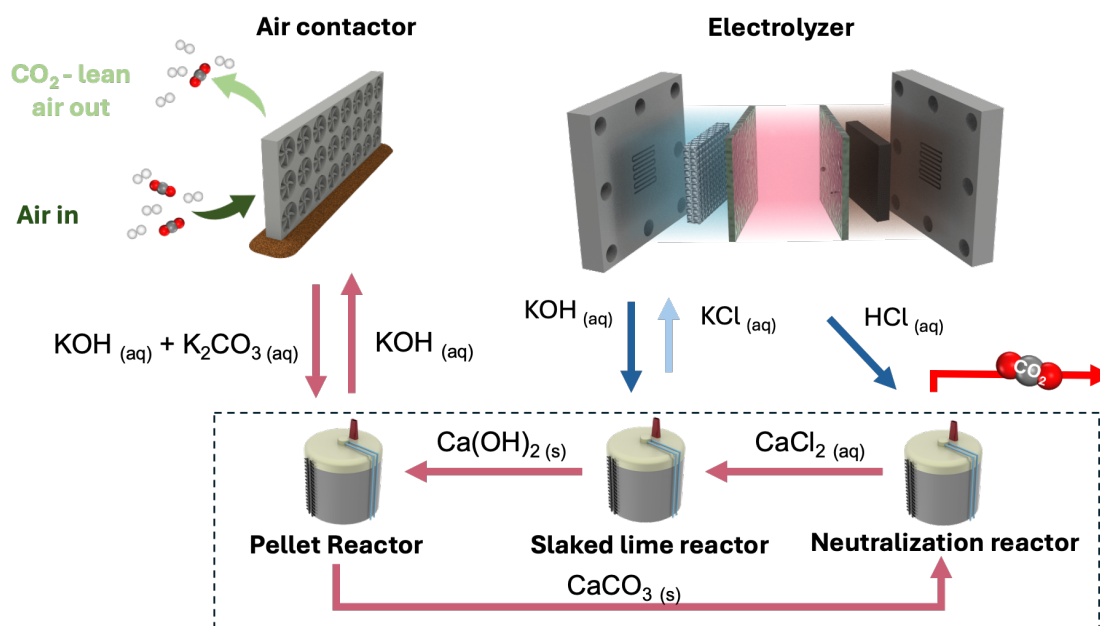 Air contactor
Electrolyzer
CO₂ - lean
air out
Air in
KOH (aq) + K₂CO₃ (aq)
KOH (aq)
KOH (aq)
KCl (aq)
HCl (aq)
CO₂
Ca(OH)₂ (s)
CaCl₂ (aq)
Pellet Reactor
Slaked lime reactor
Neutralization reactor
CaCO₃ (s)